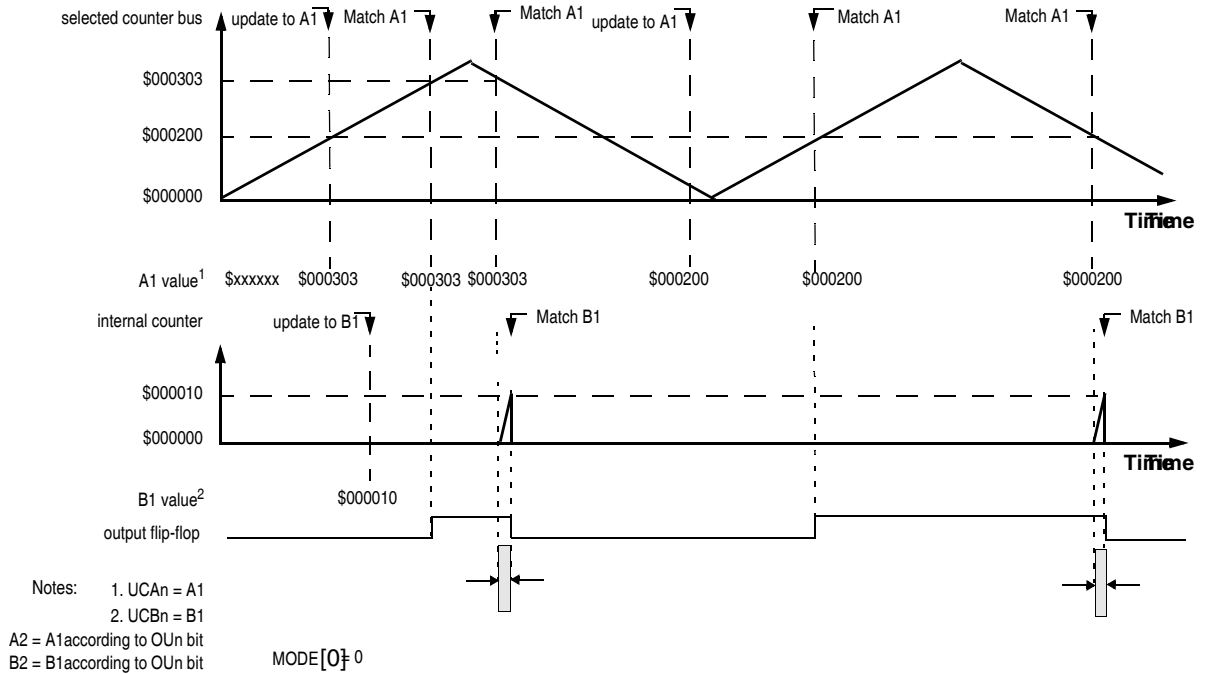 selected counter bus
update to A1
Match A1
Match A1
update to A1
Match A1
Match A1
$000303
$000200
$000000
Time
A1 value1
$xxxxxx
$000303
$000303
$000303
$000200
$000200
$000200
internal counter
update to B1
Match B1
Match B1
$000010
$000000
Time
B1 value2
$000010
output flip-flop
Notes: 1. UCAn = A1
2. UCBn = B1
A2 = A1according to OUn bit
B2 = B1according to OUn bit
MODE[0] = 0